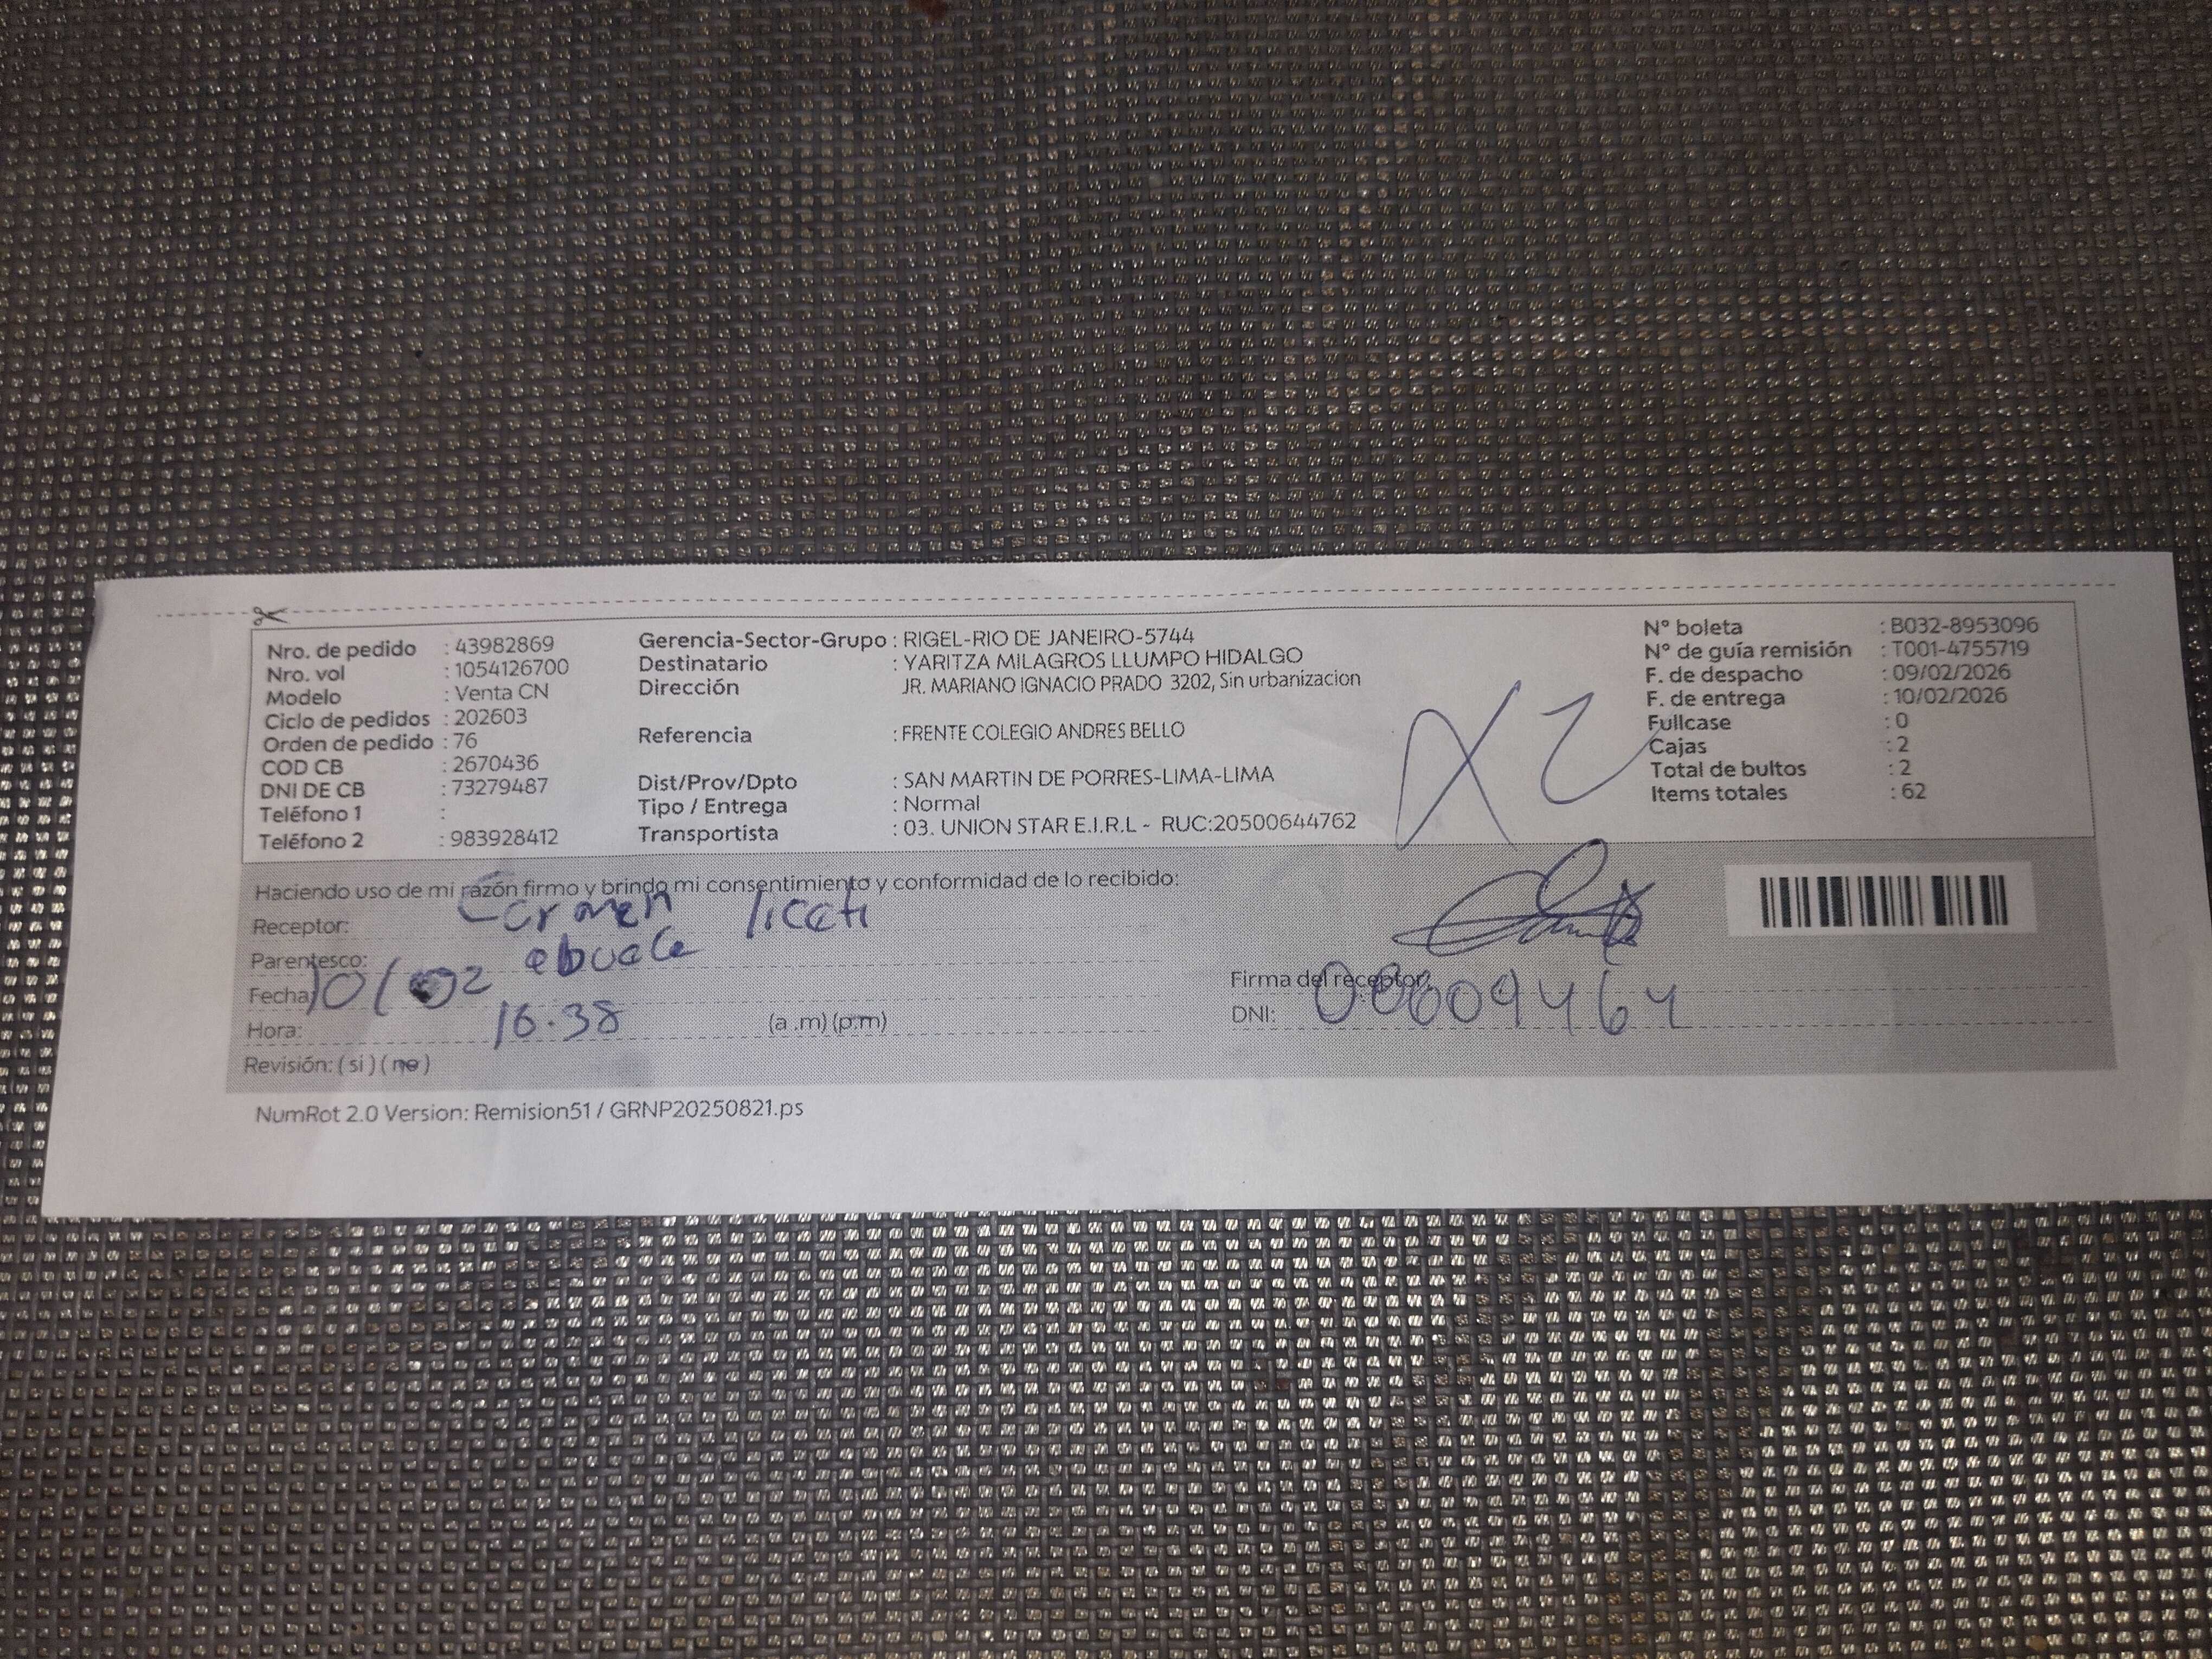 Nro. de pedido : 43982869
Nro. vol : 1054126700
Modelo : Venta CN
Ciclo de pedidos : 202603
Orden de pedido : 76
COD CB : 2670436
DNI DE CB : 73279487
Teléfono 1 :
Teléfono 2 : 983928412
Gerencia-Sector-Grupo : RIGEL-RIO DE JANEIRO-5744
Destinatario : YARITZA MILAGROS LLUMPO HIDALGO
Dirección JR. MARIANO IGNACIO PRADO 3202, Sin urbanizacion
Referencia : FRENTE COLEGIO ANDRES BELLO
Dist/Prov/Dpto : SAN MARTIN DE PORRES-LIMA-LIMA
Tipo / Entrega : Normal
Transportista : 03. UNION STAR E.I.R.L - RUC:20500644762
X2
N° boleta : B032-8953096
N° de guía remisión : T001-4755719
F. de despacho : 09/02/2026
F. de entrega : 10/02/2026
Fullcase : 0
Cajas : 2
Total de bultos : 2
Items totales : 62
Haciendo uso de mi razón firmo y brindo mi consentimiento y conformidad de lo recibido:
Receptor: Carmen
Parentesco: abuela
Fecha: 10/02
Hora: 16.38 (a .m) (p.m)
Revisión: ( si ) ( no )
Firma del receptor:
DNI:
NumRot 2.0 Version: Remision51 / GRNP20250821.ps